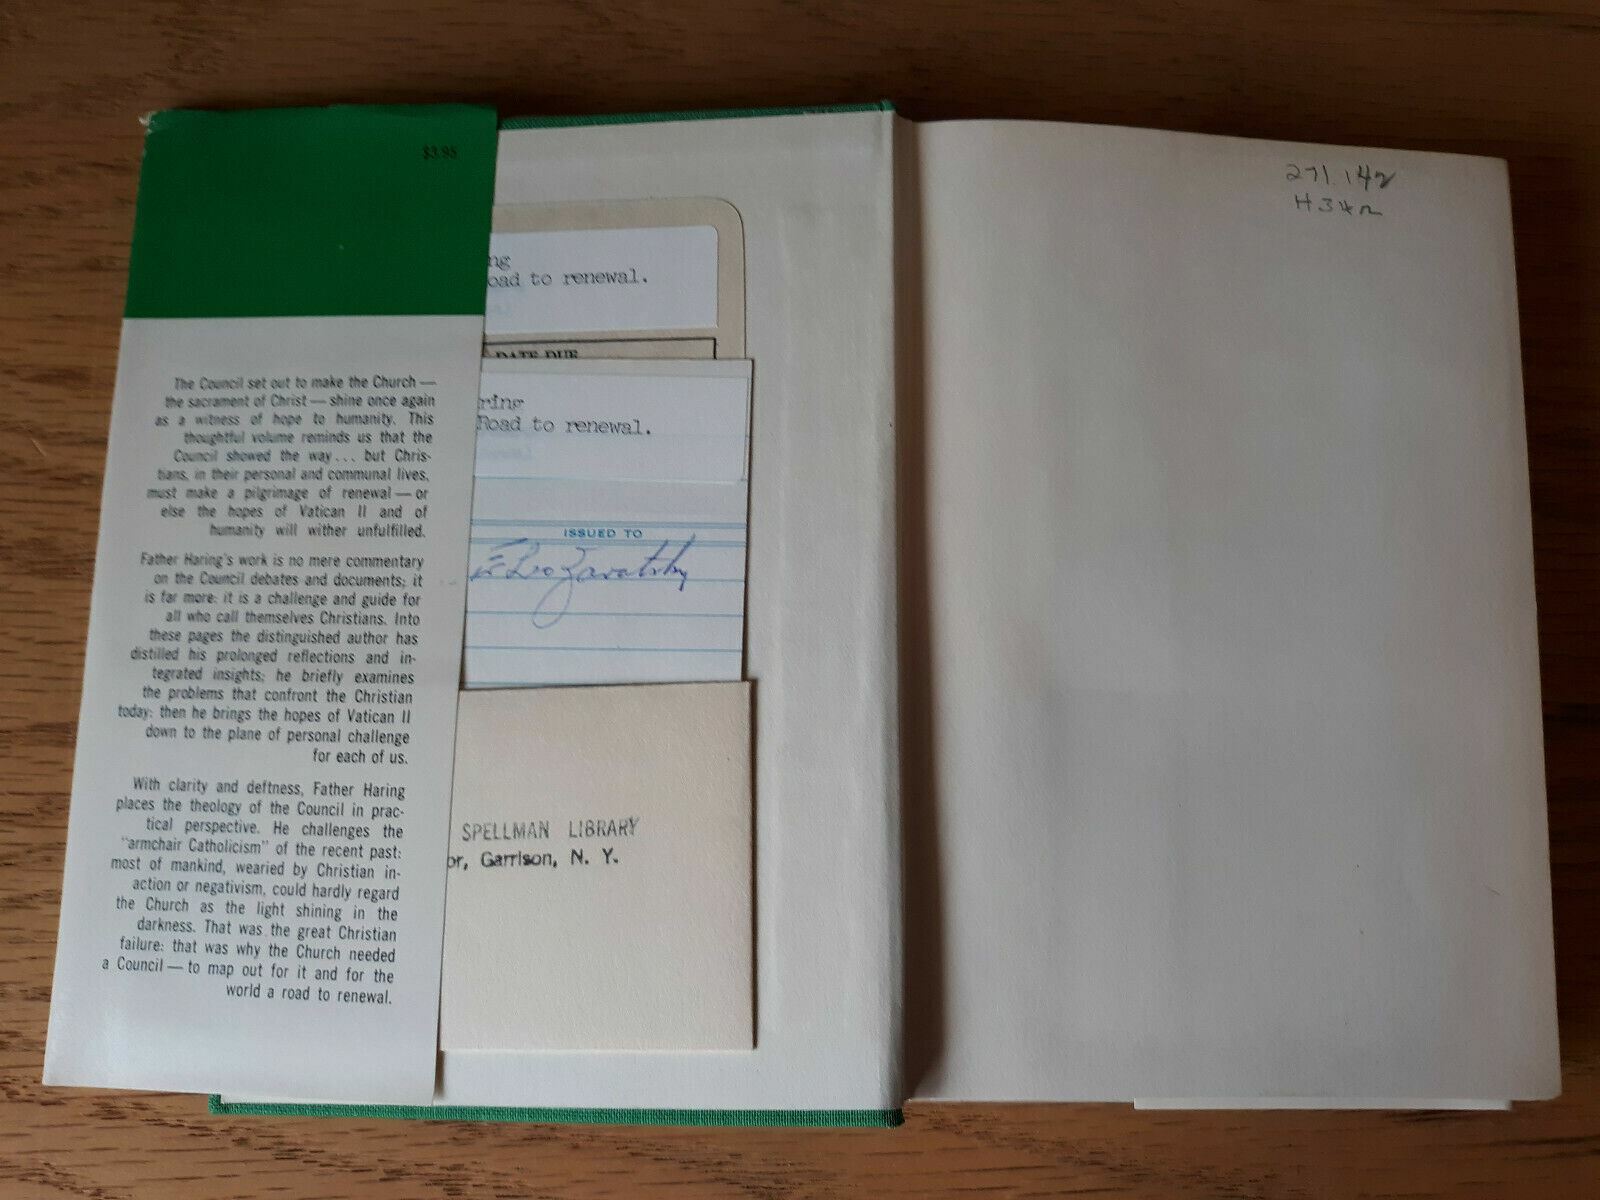 $3.95
The Council set out to make the Church —
the sacrament of Christ — shine once again
as a witness of hope to humanity. This
thoughtful volume reminds us that the
Council showed the way ... but Chris-
tians, in their personal and communal lives,
must make a pilgrimage of renewal — or
else the hopes of Vatican II and of
humanity will wither unfulfilled.
Father Haring's work is no mere commentary
on the Council debates and documents; it
is far more: it is a challenge and guide for
all who call themselves Christians. Into
these pages the distinguished author has
distilled his prolonged reflections and in-
tegrated insights; he briefly examines
the problems that confront the Christian
today; then he brings the hopes of Vatican II
down to the plane of personal challenge
for each of us.
With clarity and deftness, Father Haring
places the theology of the Council in prac-
tical perspective. He challenges the
"armchair Catholicism" of the recent past:
most of mankind, wearied by Christian in-
action or negativism, could hardly regard
the Church as the light shining in the
darkness. That was the great Christian
failure: that was why the Church needed
a Council — to map out for it and for the
world a road to renewal.
ng
oad to renewal.
DATE DUE
ring
Road to renewal.
ISSUED TO
SPELLMAN LIBRARY
or, Garrison, N. Y.
271.142